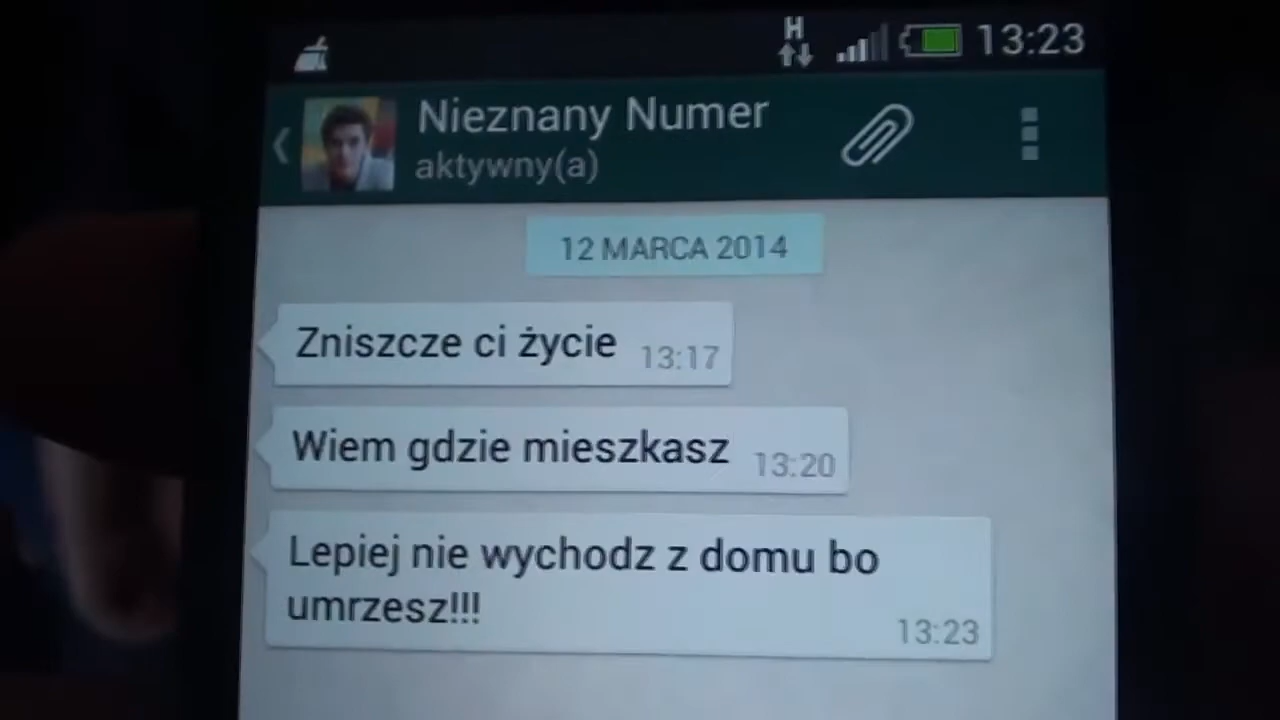 H 13:23
Nieznany Numer
aktywny(a)
12 MARCA 2014
Zniszcze ci życie 13:17
Wiem gdzie mieszkasz 13:20
Lepiej nie wychodz z domu bo
umrzesz!!! 13:23